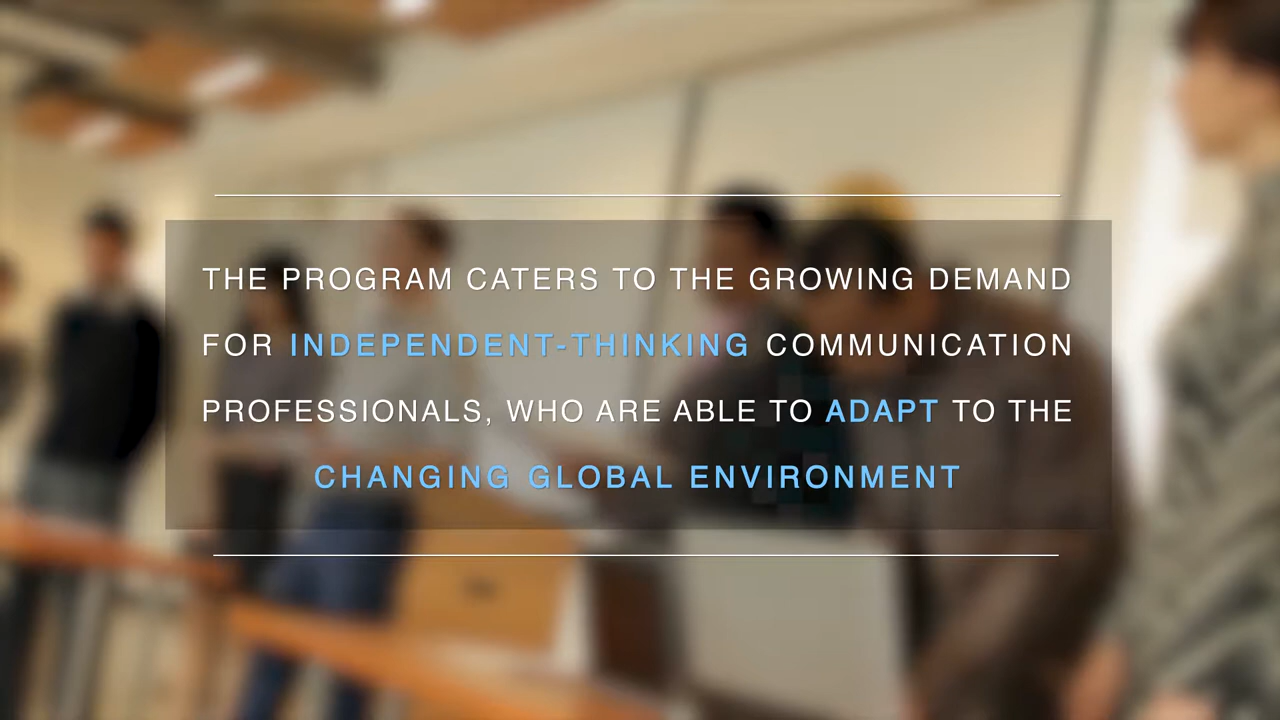 THE PROGRAM CATERS TO THE GROWING DEMAND
FOR INDEPENDENT-THINKING COMMUNICATION
PROFESSIONALS, WHO ARE ABLE TO ADAPT TO THE
CHANGING GLOBAL ENVIRONMENT